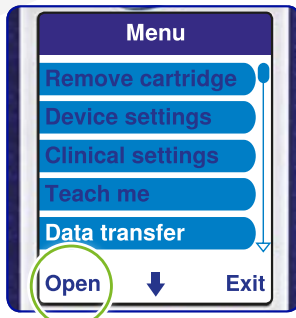 Menu
Remove cartridge
Device settings
Clinical settings
Teach me
Data transfer
Open Exit